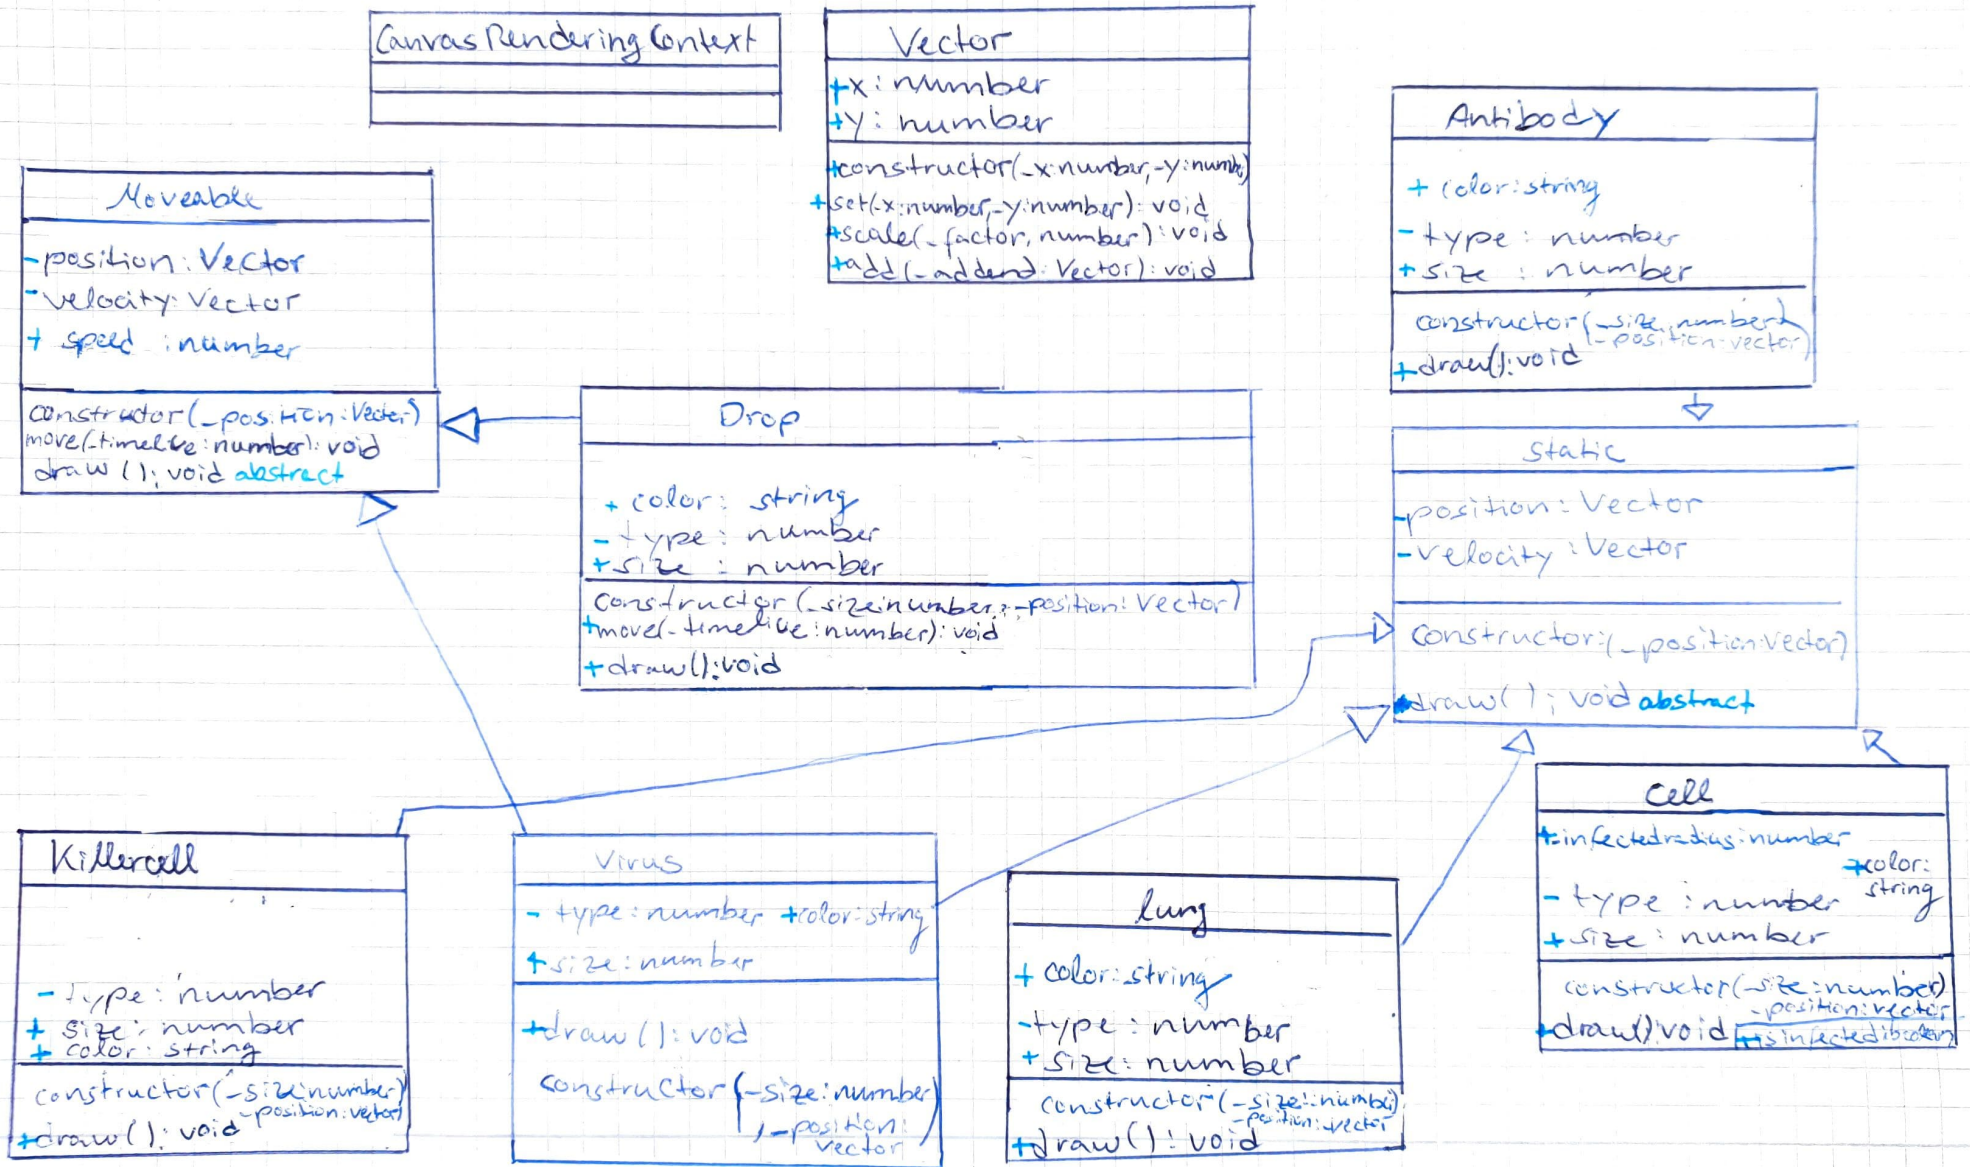 CanvasRenderingContext
Vector
+x: number
+y: number
+constructor(_x:number,_y:number)
+set(_x:number,_y:number): void
+scale(_factor, number): void
+add(_addend: Vector): void
Moveable
-position: Vector
-velocity: Vector
+ speed : number
constructor(_position: Vector)
move(_timeslice: number): void
draw (): void abstract
Drop
+ color: string
- type: number
+ size : number
constructor(_size:number, _position: Vector)
+move(_timeslice: number): void
+draw(): void
Antibody
+ color: string
- type: number
+ size : number
constructor(_size: number)
(_position: vector)
+draw(): void
Static
-position: Vector
-velocity: Vector
constructor:(_position: vector)
+draw( ); void abstract
Killercell
- type: number
+ size: number
+ color: string
constructor(_size:number)
_position: vector)
+draw(): void
Virus
- type: number +color: string
+size: number
+draw(): void
constructor(_size: number)
, _position:
vector
lung
+ color: string
-type: number
+ size: number
constructor(_size: number)
_position: vector
+draw(): void
Cell
+infectedradius: number
+color:
string
- type : number
+ size: number
constructor(_size: number)
_position: vector
+draw(): void +isinfected: boolean